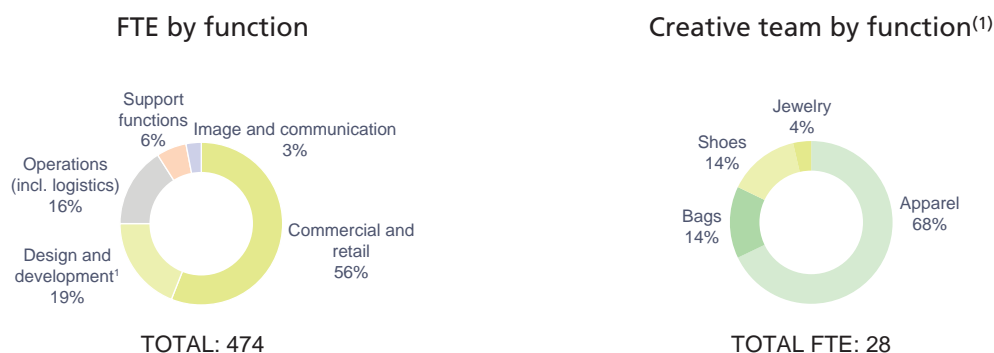 FTE by function
Support
functions
6%
Image and communication
3%
Operations
(incl. logistics)
16%
Commercial and
retail
56%
Design and
development¹
19%
TOTAL: 474
Creative team by function⁽¹⁾
Jewelry
4%
Shoes
14%
Apparel
68%
Bags
14%
TOTAL FTE: 28